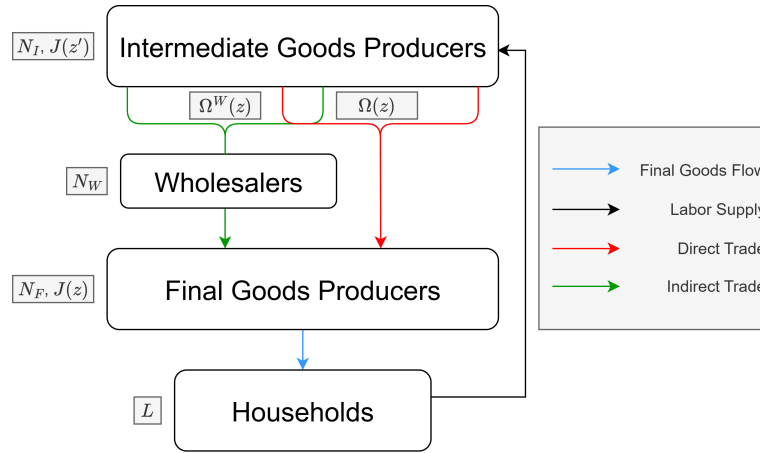 N_I, J(z′)
Intermediate Goods Producers
Ω^W(z)
Ω(z)
N_W
Wholesalers
N_F, J(z)
Final Goods Producers
L
Households
Final Goods Flow
Labor Supply
Direct Trade
Indirect Trade